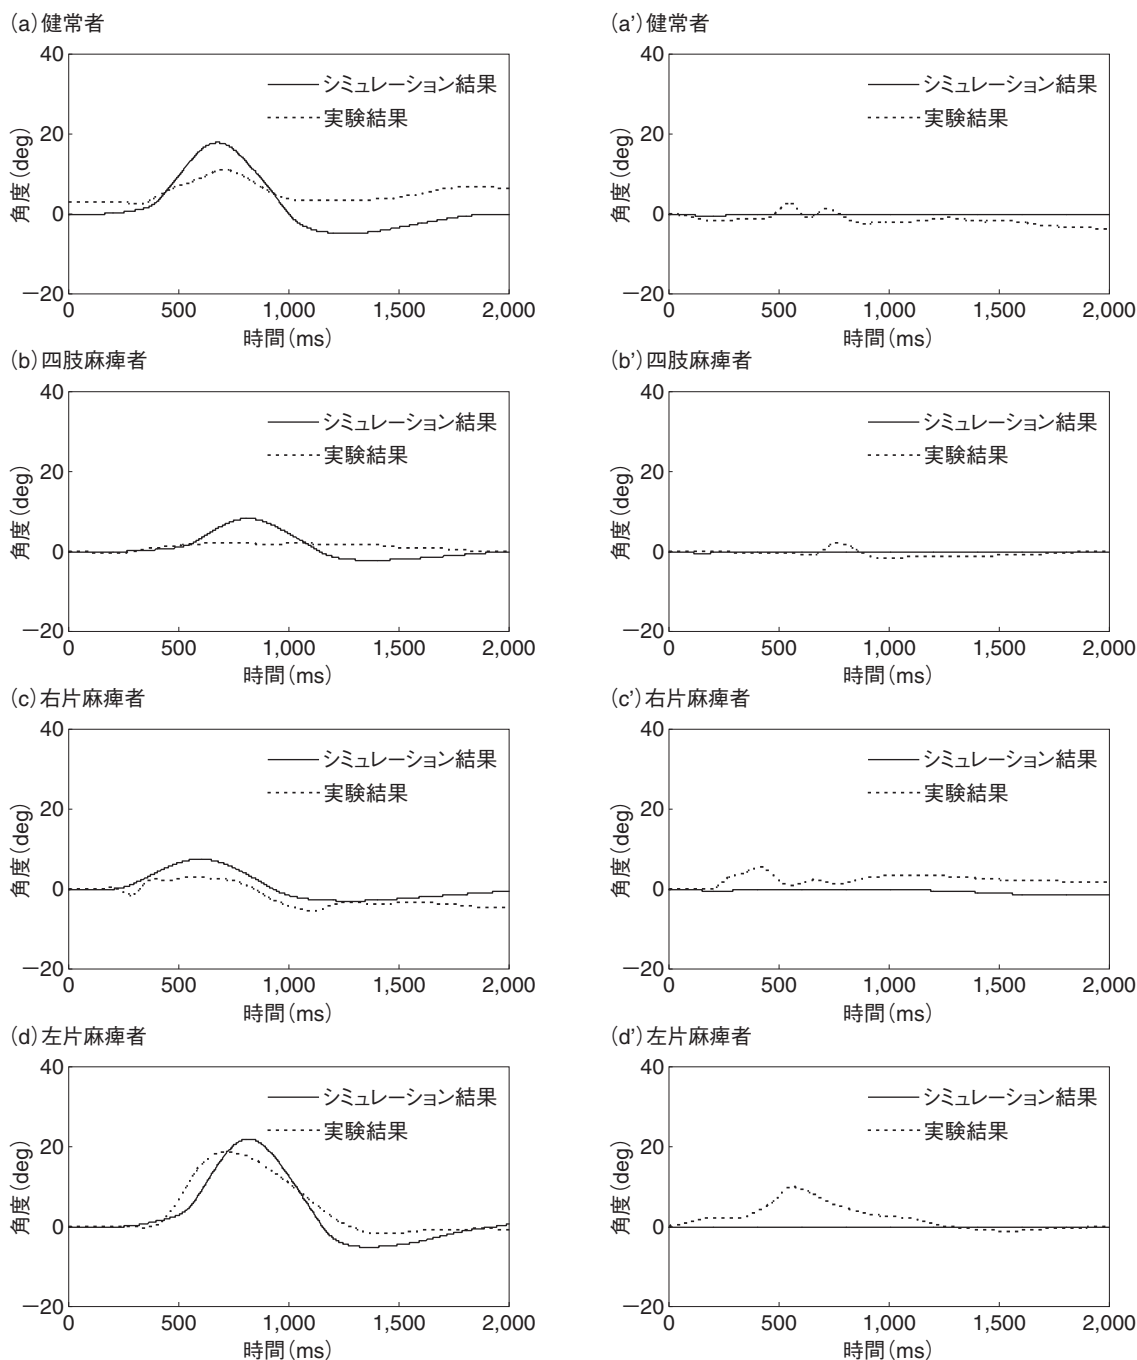 (a)健常者
40
20
0
−20
角度(deg)
シミュレーション結果
実験結果
0 500 1,000 1,500 2,000
時間(ms)
(a')健常者
40
20
0
−20
角度(deg)
シミュレーション結果
実験結果
0 500 1,000 1,500 2,000
時間(ms)
(b)四肢麻痺者
40
20
0
−20
角度(deg)
シミュレーション結果
実験結果
0 500 1,000 1,500 2,000
時間(ms)
(b')四肢麻痺者
40
20
0
−20
角度(deg)
シミュレーション結果
実験結果
0 500 1,000 1,500 2,000
時間(ms)
(c)右片麻痺者
40
20
0
−20
角度(deg)
シミュレーション結果
実験結果
0 500 1,000 1,500 2,000
時間(ms)
(c')右片麻痺者
40
20
0
−20
角度(deg)
シミュレーション結果
実験結果
0 500 1,000 1,500 2,000
時間(ms)
(d)左片麻痺者
40
20
0
−20
角度(deg)
シミュレーション結果
実験結果
0 500 1,000 1,500 2,000
時間(ms)
(d')左片麻痺者
40
20
0
−20
角度(deg)
シミュレーション結果
実験結果
0 500 1,000 1,500 2,000
時間(ms)